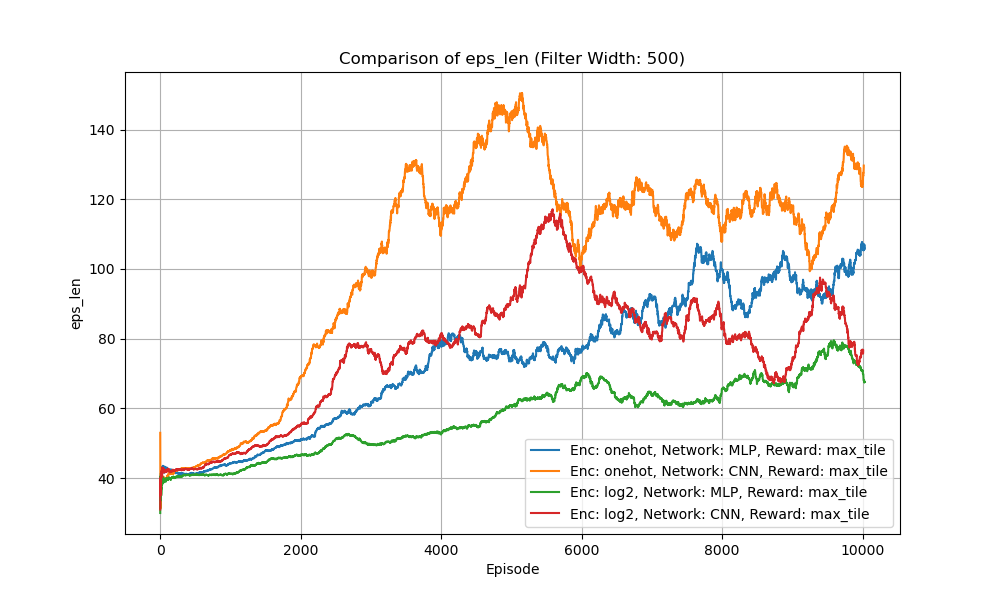 Comparison of eps_len (Filter Width: 500)
140
120
100
80
60
40
eps_len
Enc: onehot, Network: MLP, Reward: max_tile
Enc: onehot, Network: CNN, Reward: max_tile
Enc: log2, Network: MLP, Reward: max_tile
Enc: log2, Network: CNN, Reward: max_tile
0 2000 4000 6000 8000 10000
Episode